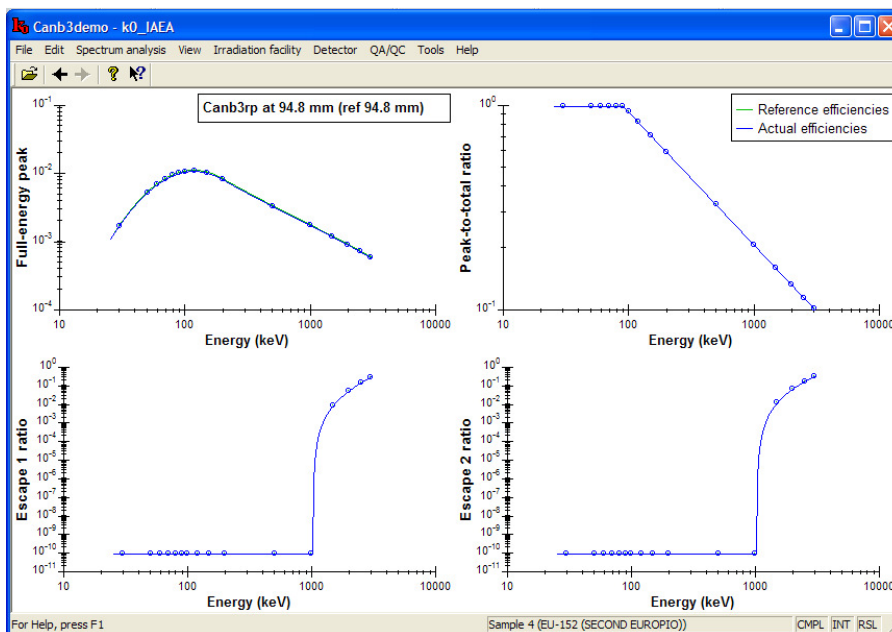 Canb3demo - k0_IAEA
File Edit Spectrum analysis View Irradiation facility Detector QA/QC Tools Help
Canb3rp at 94.8 mm (ref 94.8 mm)
Full-energy peak
10^-1
10^-2
10^-3
10^-4
10 100 1000 10000
Energy (keV)
Reference efficiencies
Actual efficiencies
Peak-to-total ratio
10^0
10^-1
10 100 1000 10000
Energy (keV)
Escape 1 ratio
10^0
10^-1
10^-2
10^-3
10^-4
10^-5
10^-6
10^-7
10^-8
10^-9
10^-10
10^-11
10 100 1000 10000
Energy (keV)
Escape 2 ratio
10^0
10^-1
10^-2
10^-3
10^-4
10^-5
10^-6
10^-7
10^-8
10^-9
10^-10
10^-11
10 100 1000 10000
Energy (keV)
For Help, press F1
Sample 4 (EU-152 (SECOND EUROPIO)) CMPL INT RSL